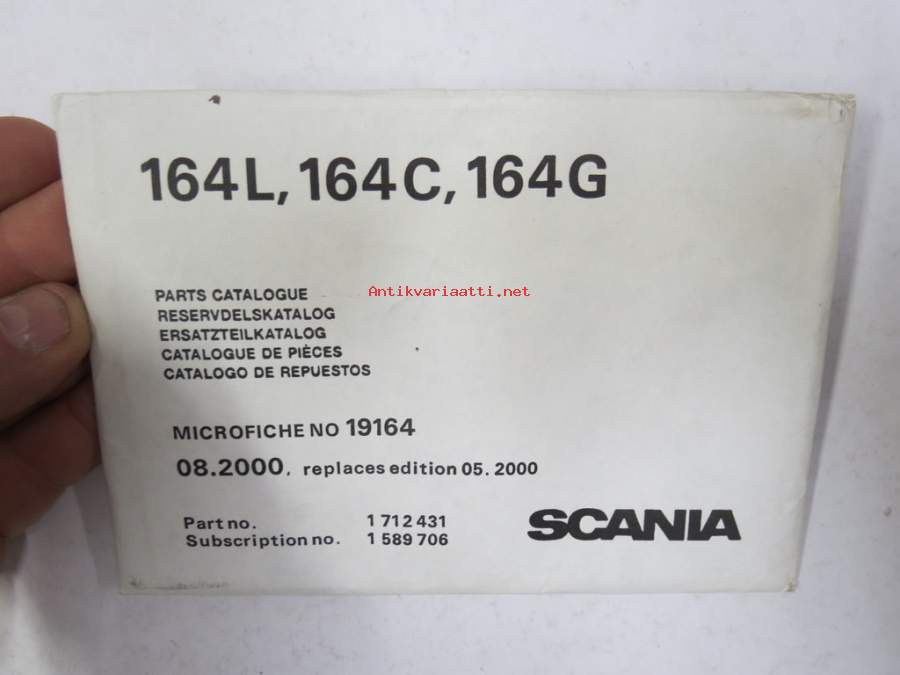 164L, 164C, 164G
Antikvariaatti.net
PARTS CATALOGUE
RESERVDELSKATALOG
ERSATZTEILKATALOG
CATALOGUE DE PIÈCES
CATALOGO DE REPUESTOS
MICROFICHE NO 19164
08.2000, replaces edition 05.2000
Part no. 1 712 431
Subscription no. 1 589 706
SCANIA